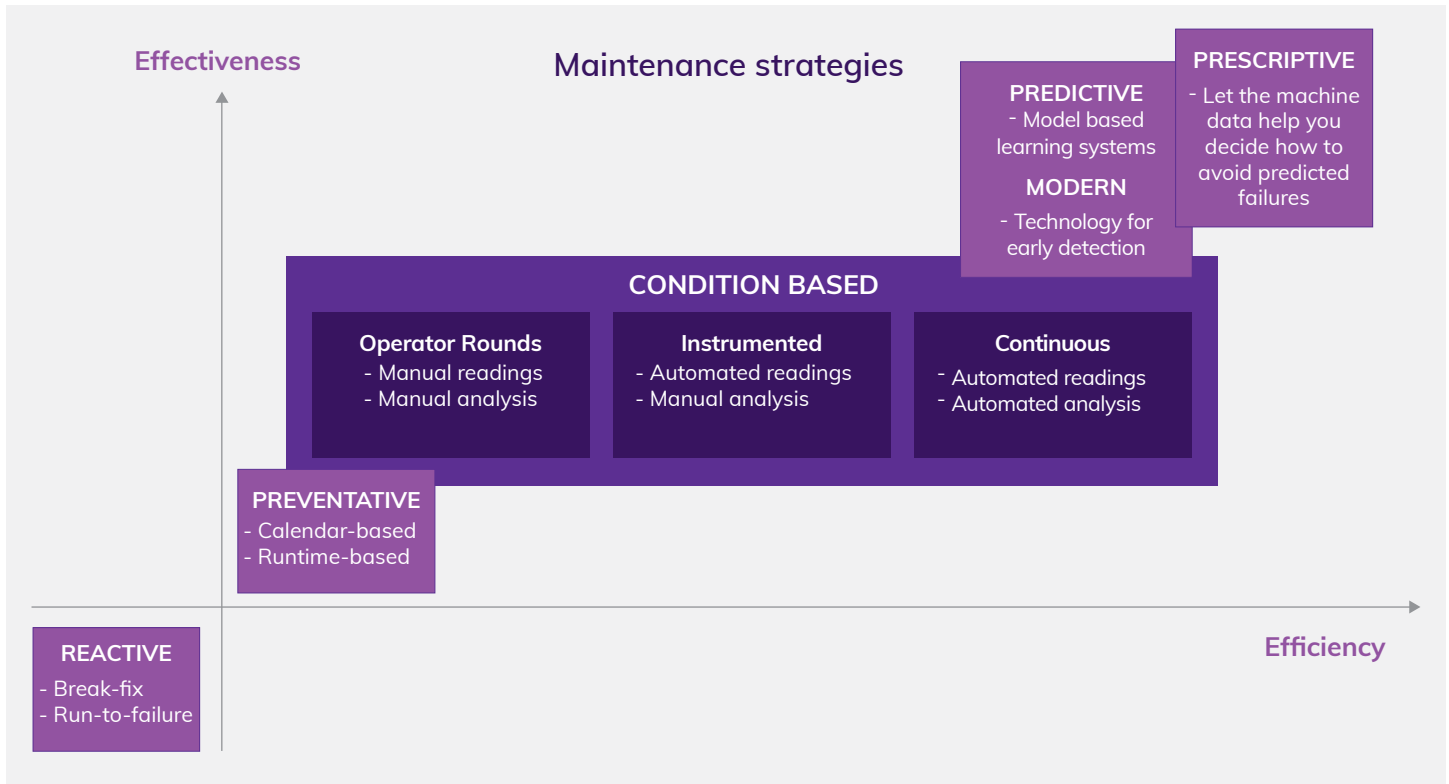 Maintenance strategies
Effectiveness
PRESCRIPTIVE
- Let the machine
data help you
decide how to
avoid predicted
failures
PREDICTIVE
- Model based
learning systems
MODERN
- Technology for
early detection
CONDITION BASED
Operator Rounds
- Manual readings
- Manual analysis
Instrumented
- Automated readings
- Manual analysis
Continuous
- Automated readings
- Automated analysis
PREVENTATIVE
- Calendar-based
- Runtime-based
Efficiency
REACTIVE
- Break-fix
- Run-to-failure